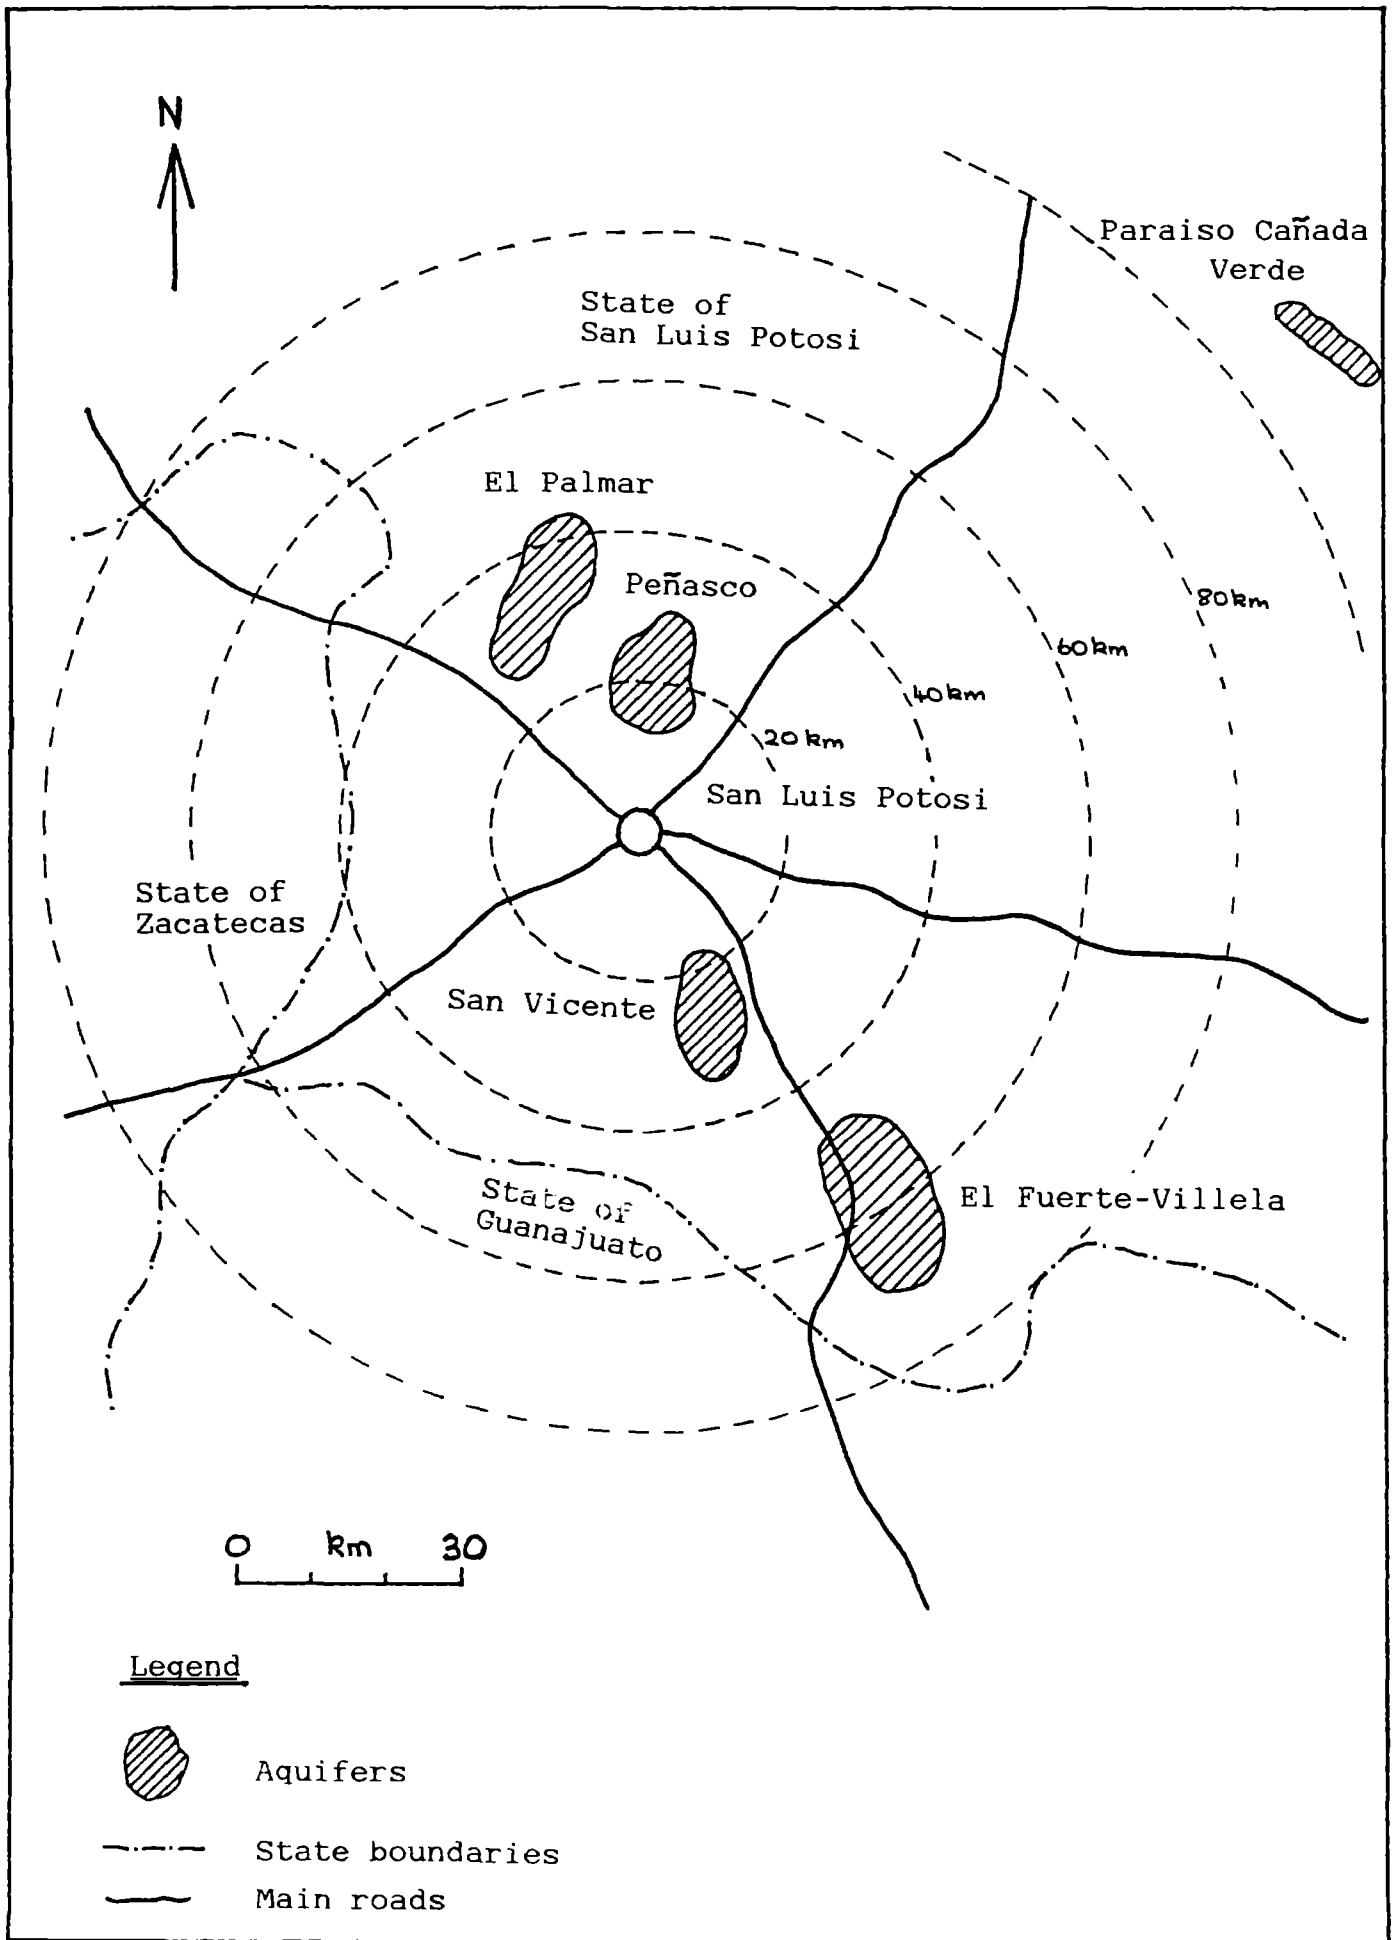 N
Paraiso Cañada
Verde
State of
San Luis Potosi
El Palmar
Peñasco
80km
60km
40km
20km
San Luis Potosi
State of
Zacatecas
San Vicente
State of
Guanajuato
El Fuerte-Villela
0 km 30
Legend
Aquifers
State boundaries
Main roads